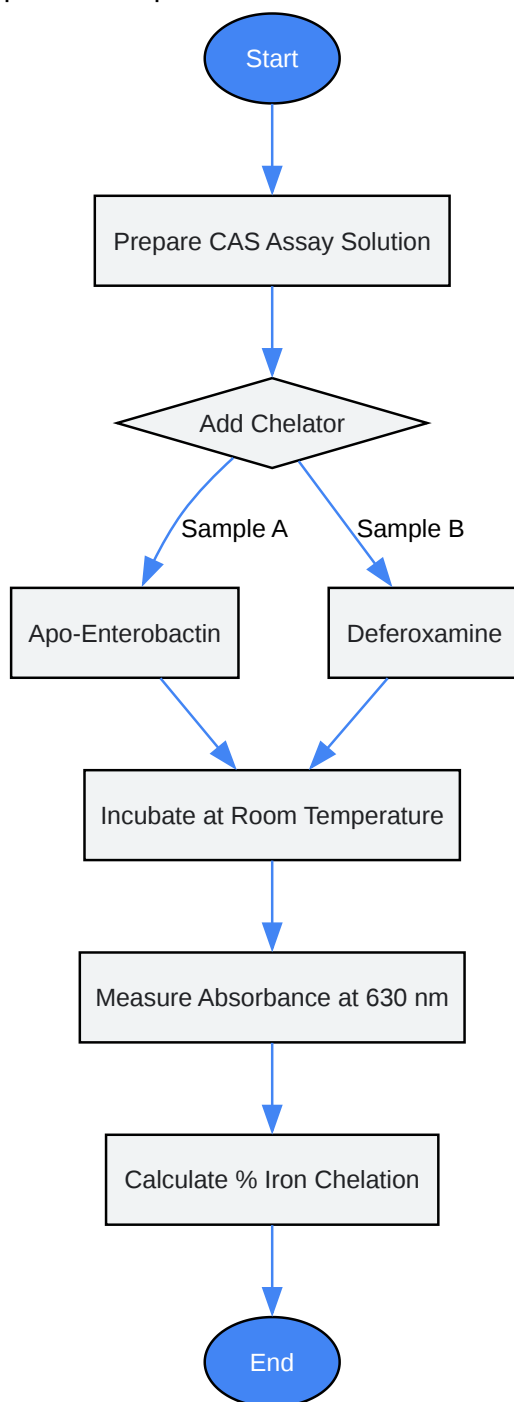 Start
Prepare CAS Assay Solution
Add Chelator
Sample A
Sample B
Apo-Enterobactin
Deferoxamine
Incubate at Room Temperature
Measure Absorbance at 630 nm
Calculate % Iron Chelation
End